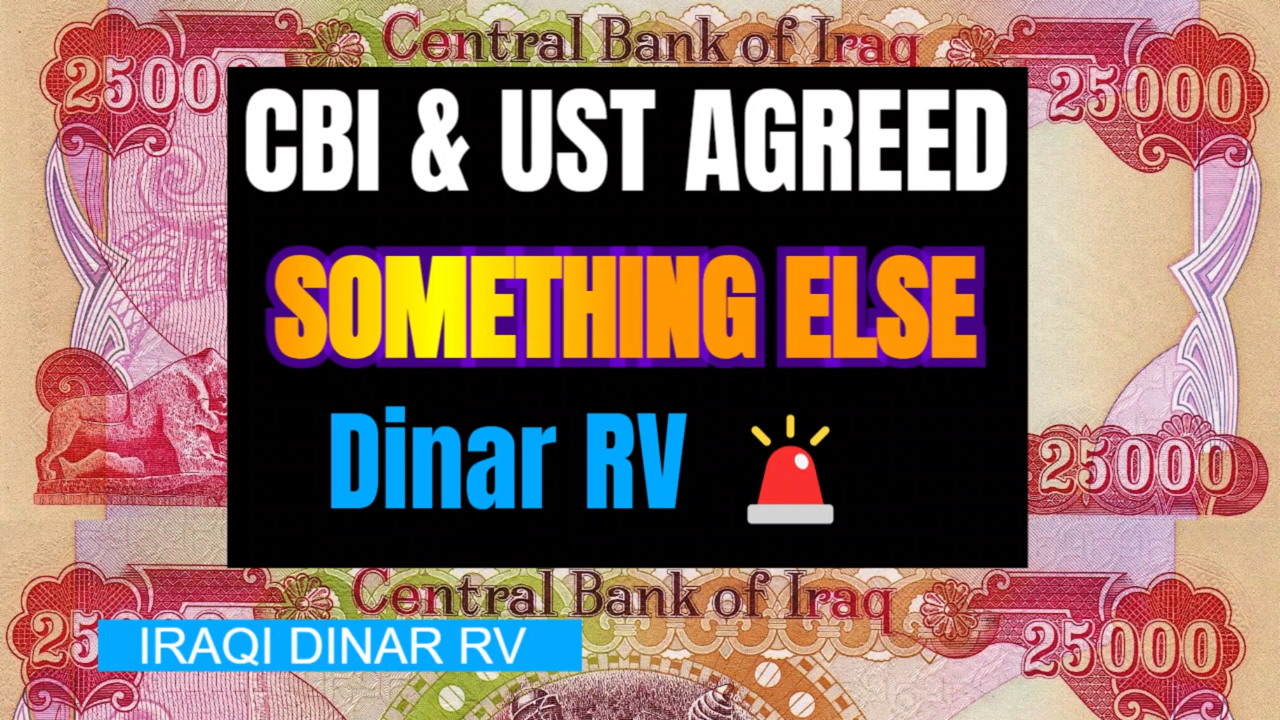 Central Bank of Iraq
25000
25000
CBI & UST AGREED
SOMETHING ELSE
Dinar RV
25000
Central Bank of Iraq
25000
IRAQI DINAR RV